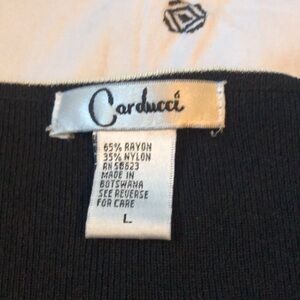 Carducci
65% RAYON
35% NYLON
RN 58623
MADE IN
BOTSWANA
SEE REVERSE
FOR CARE
L